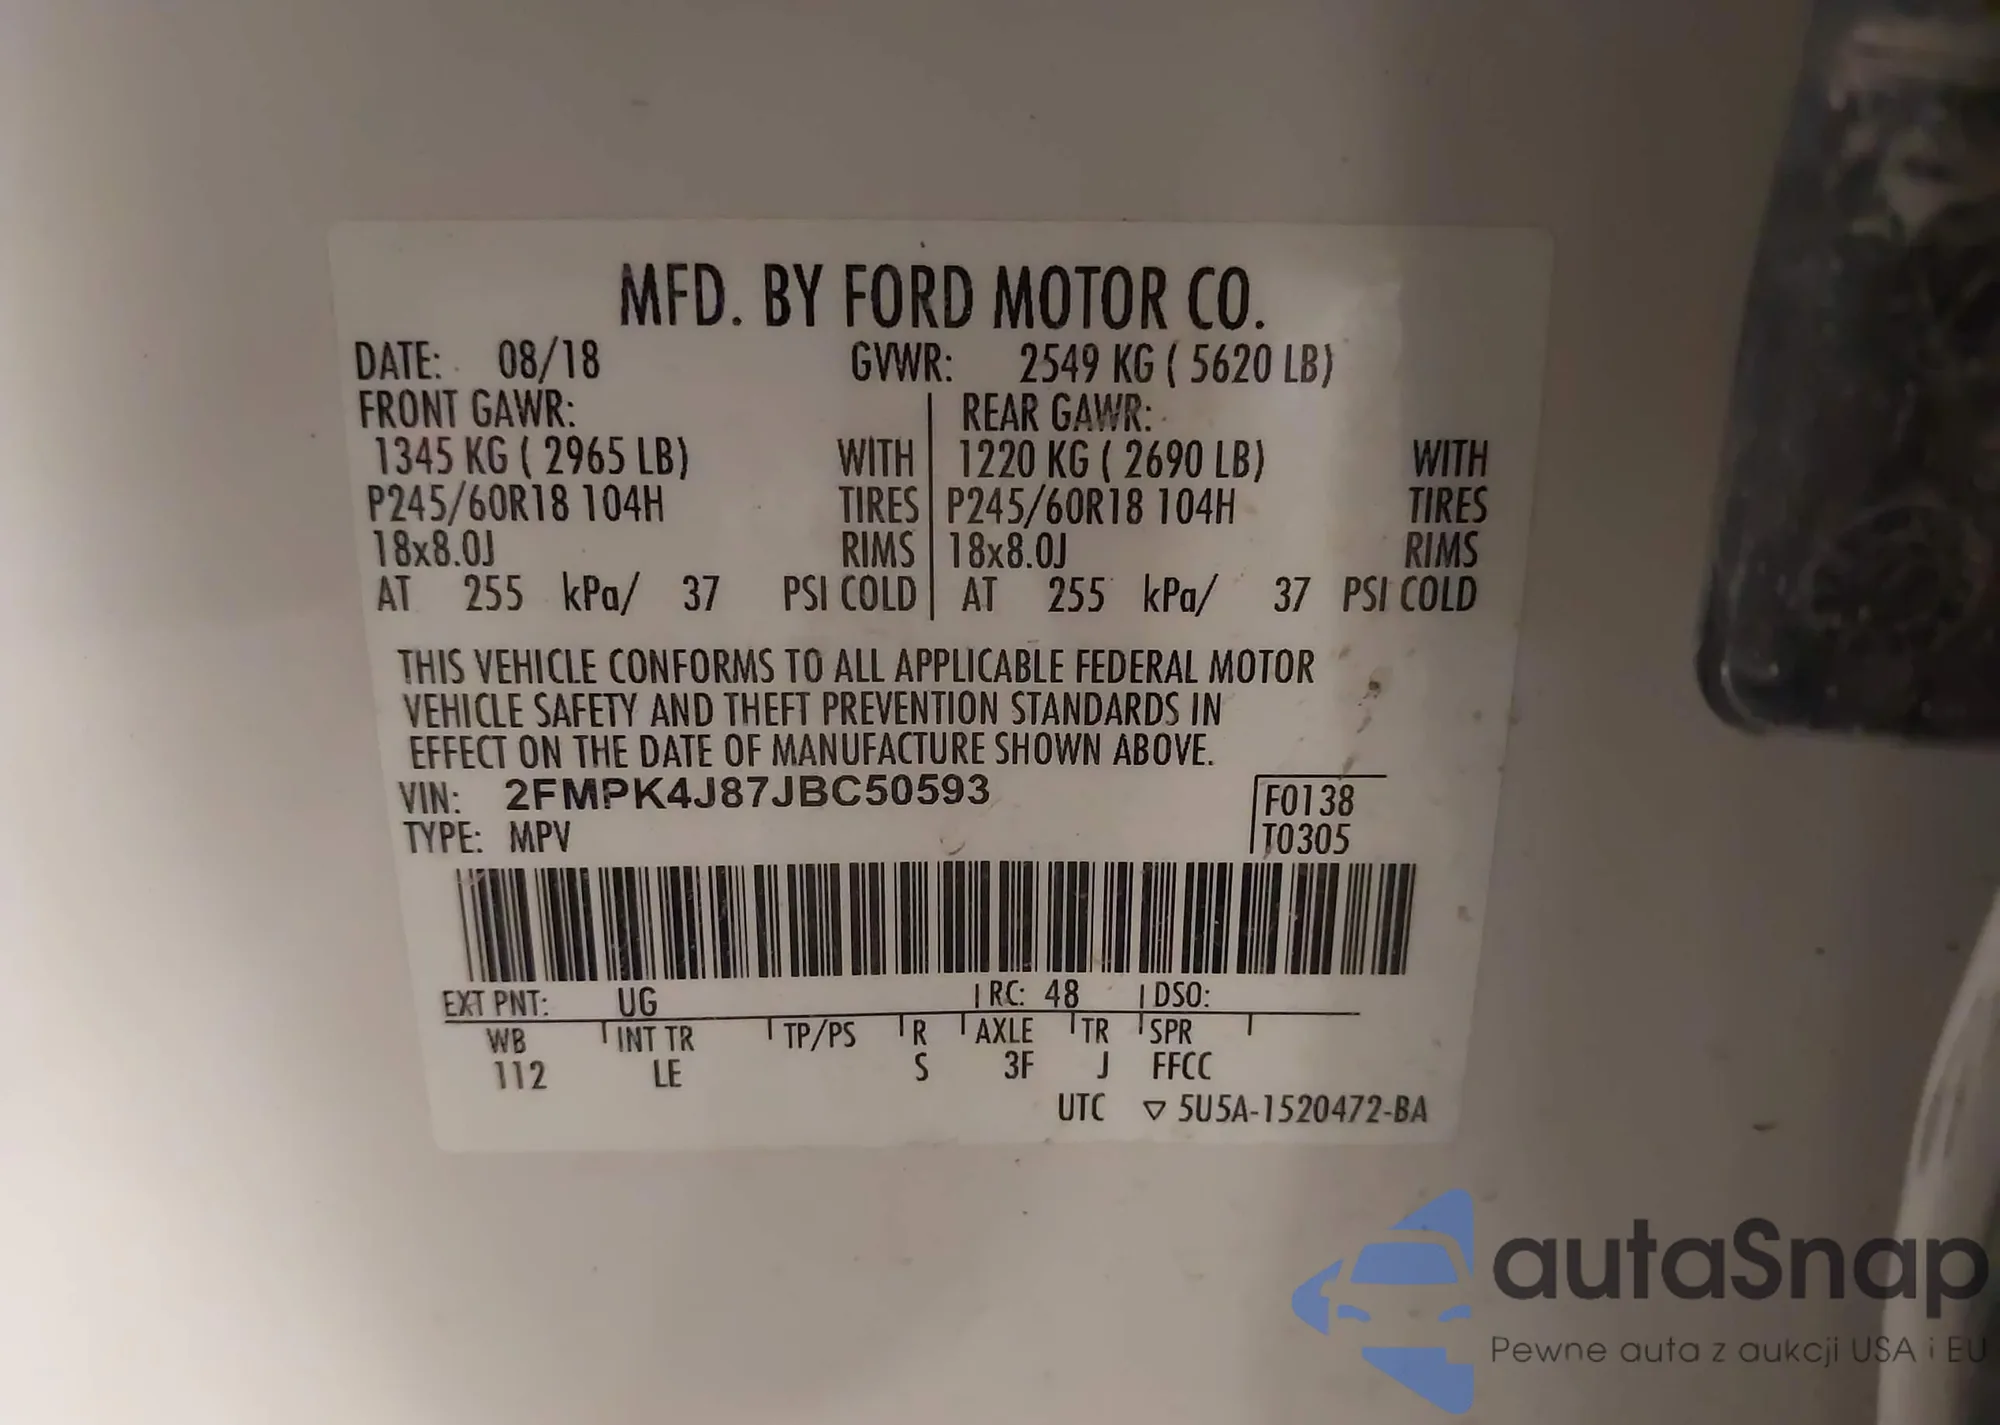 MFD. BY FORD MOTOR CO.
DATE: 08/18 GVWR: 2549 KG ( 5620 LB)
FRONT GAWR: REAR GAWR:
1345 KG ( 2965 LB) WITH 1220 KG ( 2690 LB) WITH
P245/60R18 104H TIRES P245/60R18 104H TIRES
18x8.0J RIMS 18x8.0J RIMS
AT 255 kPa/ 37 PSI COLD AT 255 kPa/ 37 PSI COLD
THIS VEHICLE CONFORMS TO ALL APPLICABLE FEDERAL MOTOR
VEHICLE SAFETY AND THEFT PREVENTION STANDARDS IN
EFFECT ON THE DATE OF MANUFACTURE SHOWN ABOVE.
VIN: 2FMPK4J87JBC50593 F0138
TYPE: MPV T0305
EXT PNT: UG RC: 48 DSO:
WB INT TR TP/PS R AXLE TR SPR
112 LE S 3F J FFCC
UTC ▽ 5U5A-1520472-BA
autaSnap
Pewne auta z aukcji USA i EU